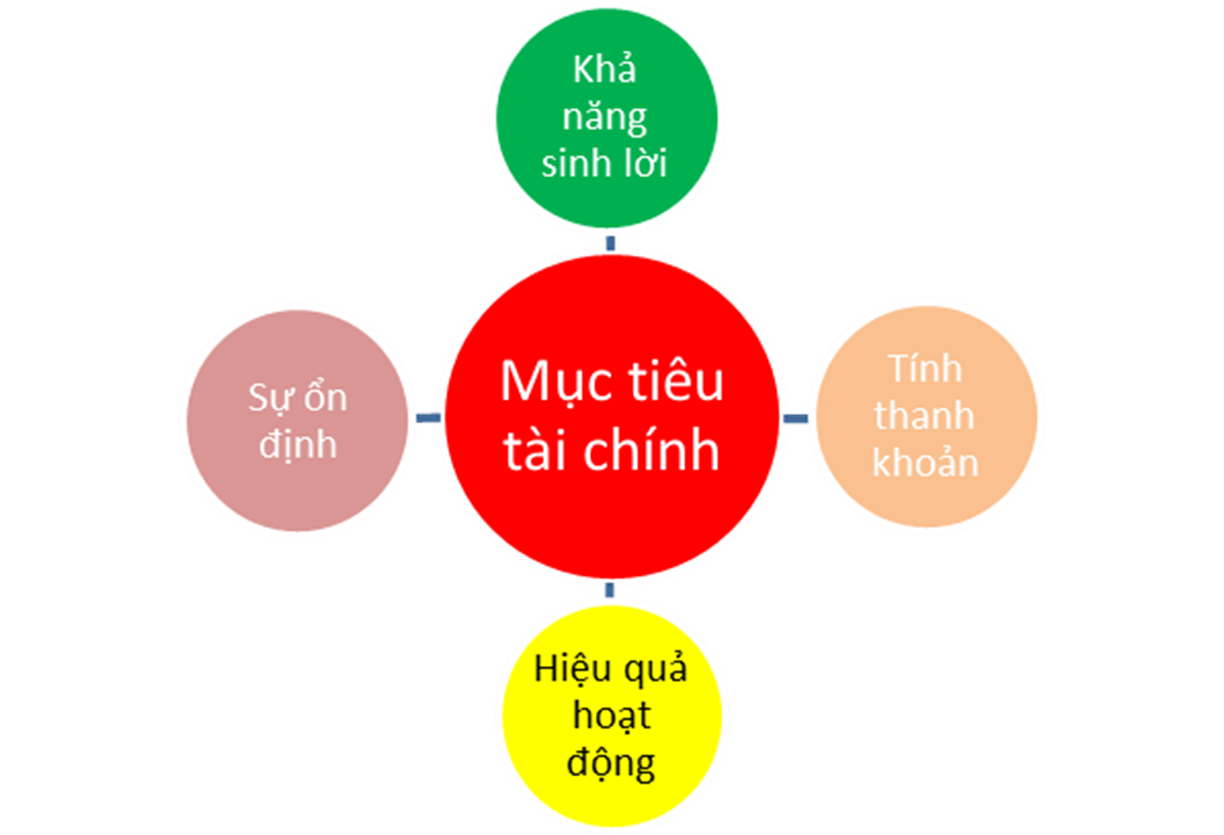 Khả
năng
sinh lời
Sự ổn
định
Mục tiêu
tài chính
Tính
thanh
khoản
Hiệu quả
hoạt
động